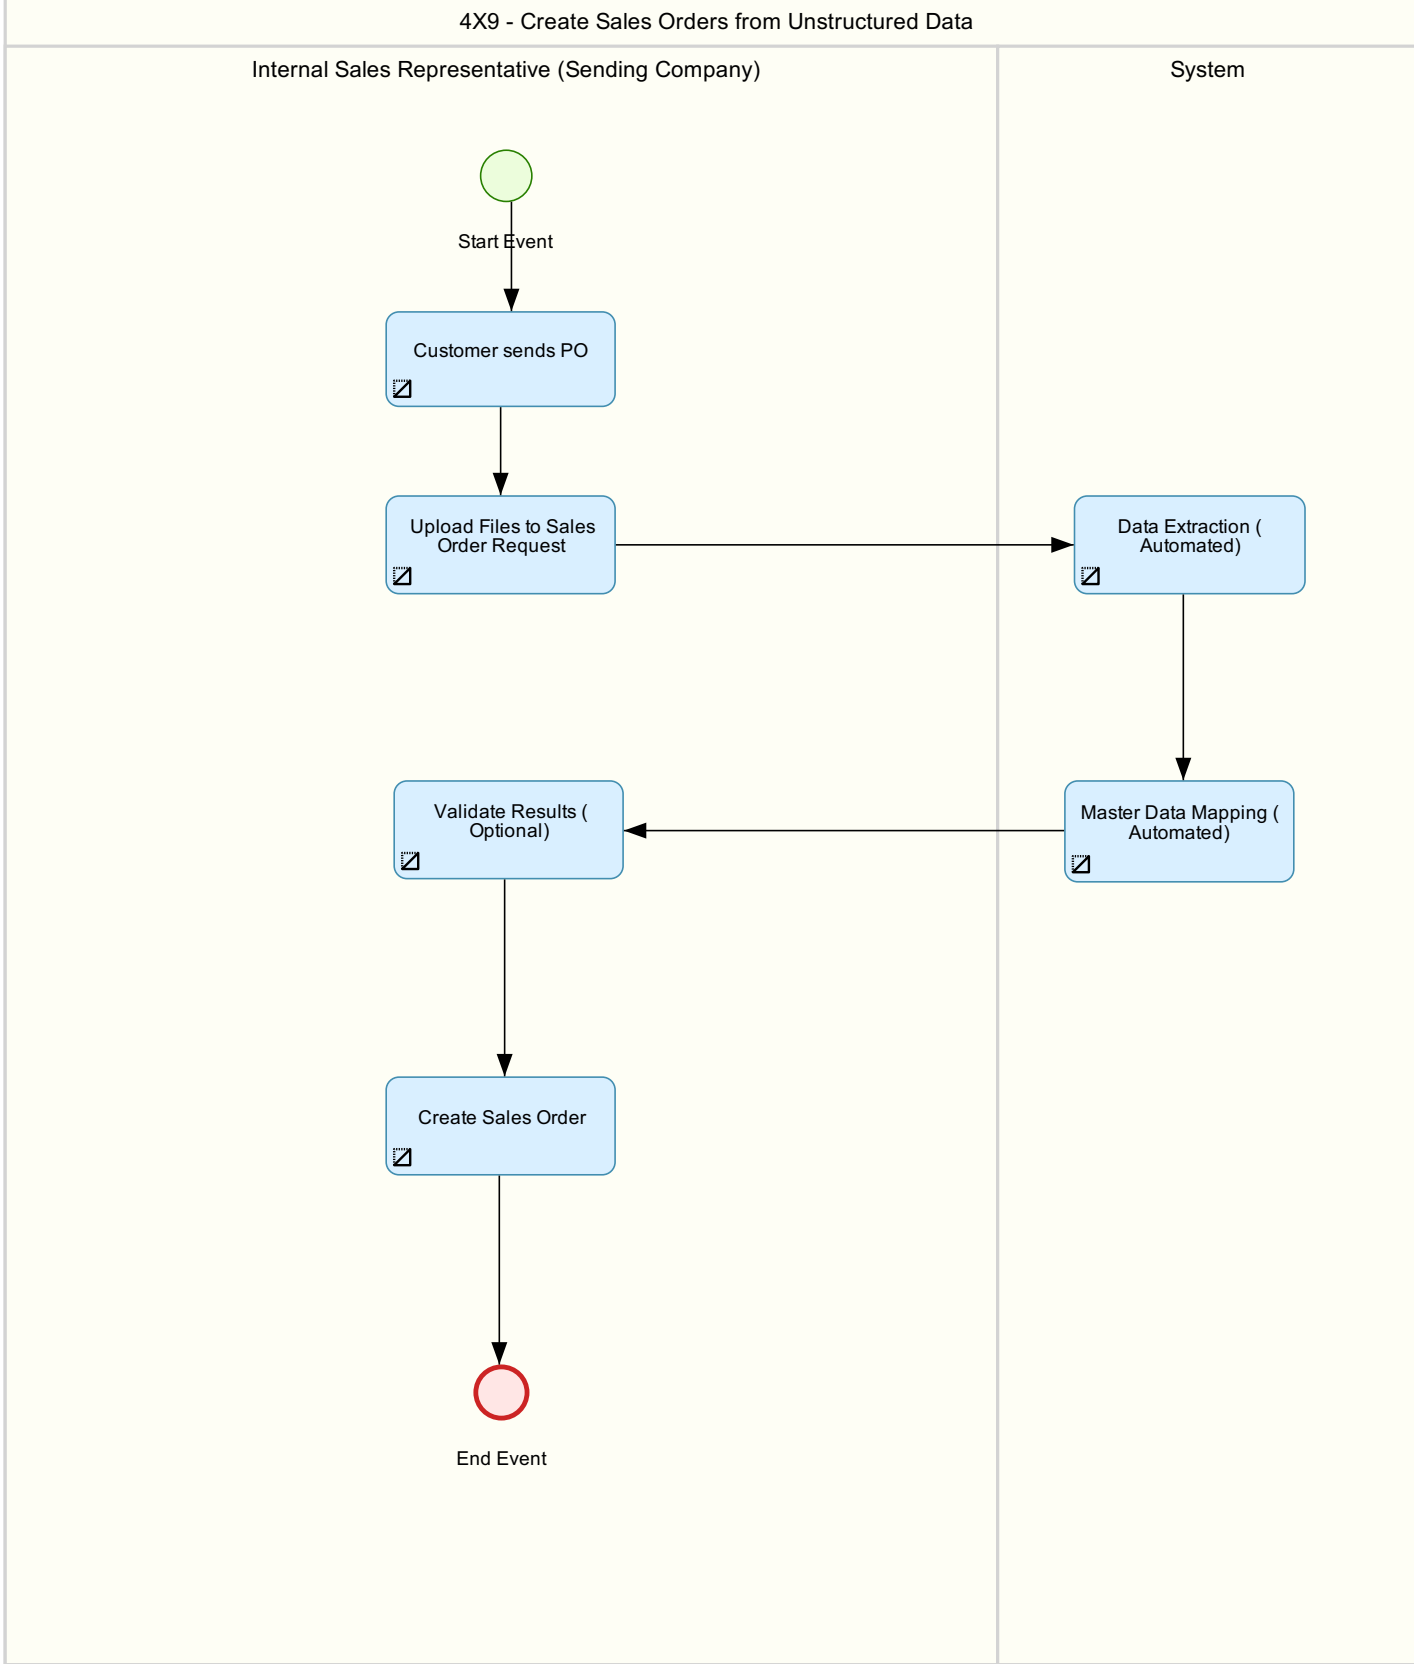 4X9 - Create Sales Orders from Unstructured Data
Internal Sales Representative (Sending Company)
System
Start Event
Customer sends PO
Upload Files to Sales
Order Request
Data Extraction (
Automated)
Validate Results (
Optional)
Master Data Mapping (
Automated)
Create Sales Order
End Event